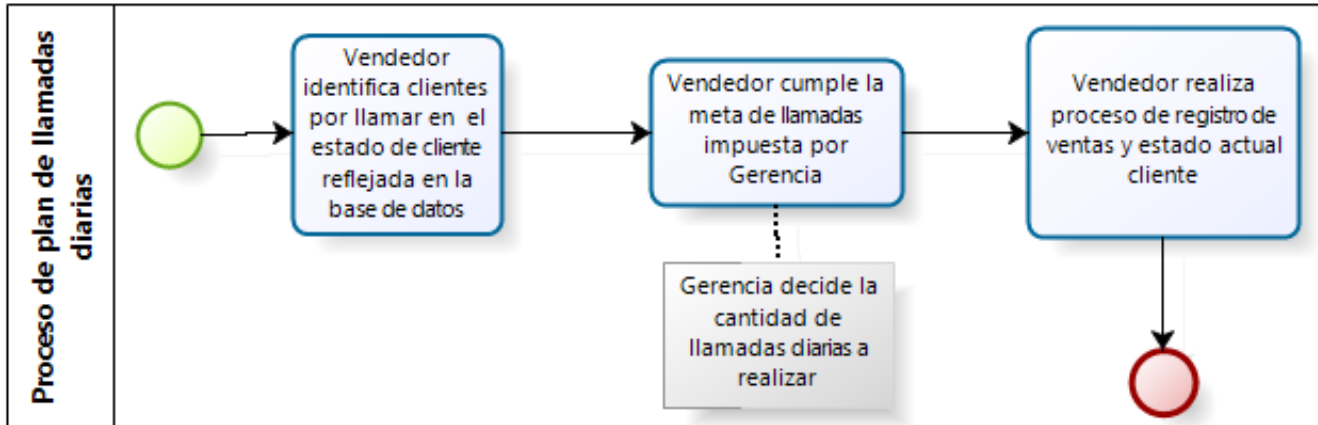 Proceso de plan de llamadas
diarias
Vendedor
identifica clientes
por llamar en el
estado de cliente
reflejada en la
base de datos
Vendedor cumple la
meta de llamadas
impuesta por
Gerencia
Gerencia decide la
cantidad de
llamadas diarias a
realizar
Vendedor realiza
proceso de registro de
ventas y estado actual
cliente